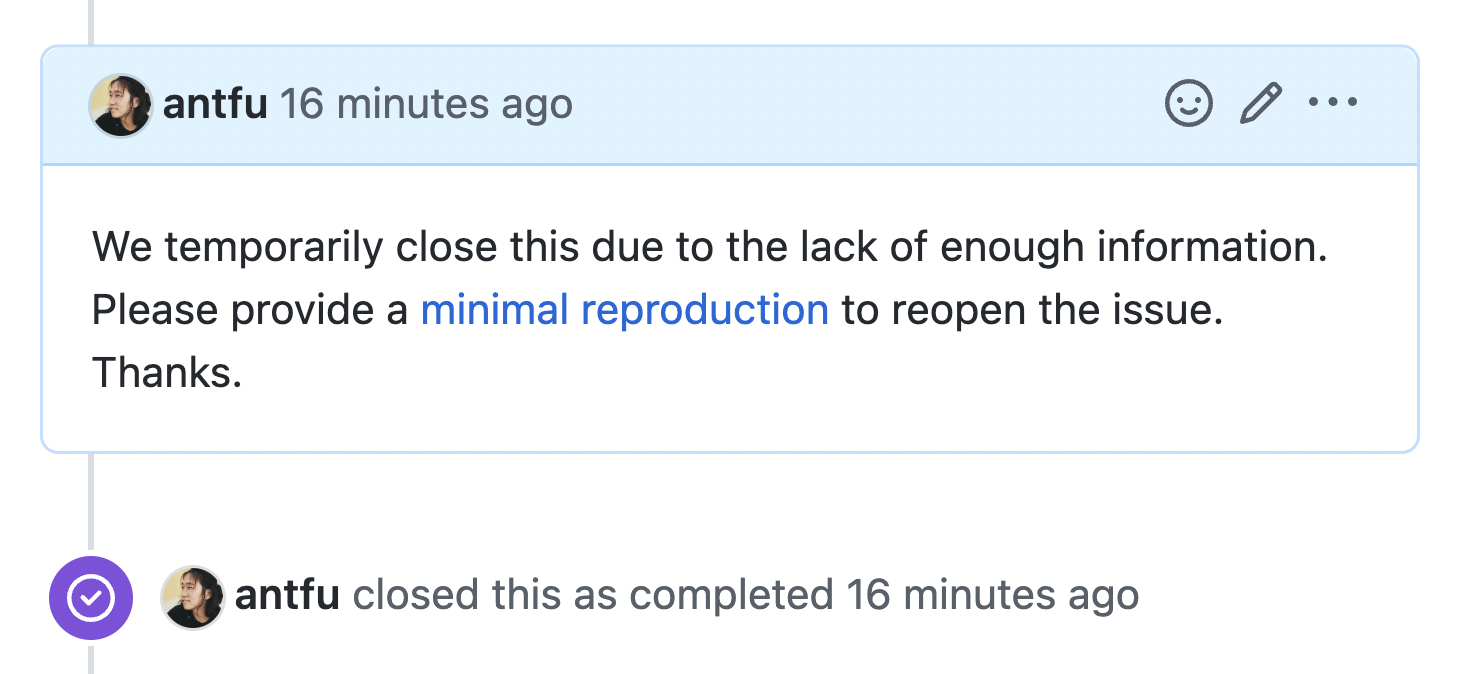 antfu 16 minutes ago
We temporarily close this due to the lack of enough information.
Please provide a minimal reproduction to reopen the issue.
Thanks.
antfu closed this as completed 16 minutes ago